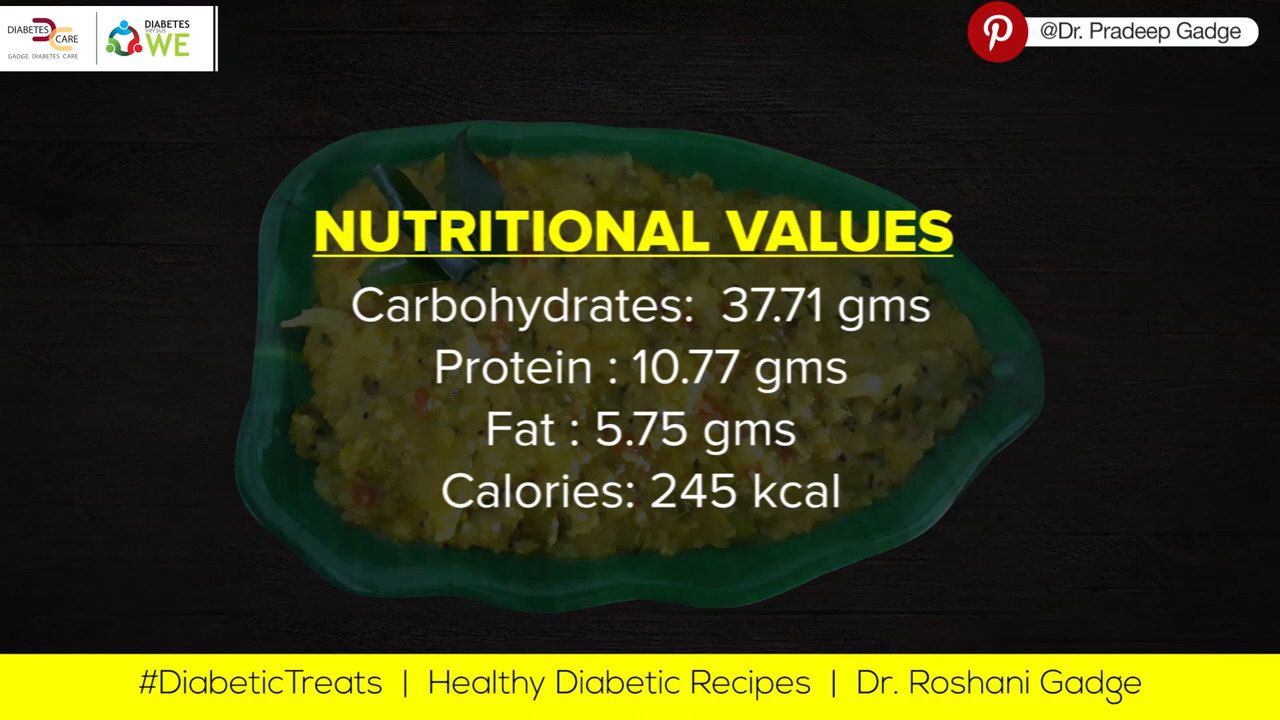 DIABETES
CARE
GADGE DIABETES CARE
DIABETES
versus
WE
@Dr. Pradeep Gadge
NUTRITIONAL VALUES
Carbohydrates: 37.71 gms
Protein : 10.77 gms
Fat : 5.75 gms
Calories: 245 kcal
#DiabeticTreats | Healthy Diabetic Recipes | Dr. Roshani Gadge